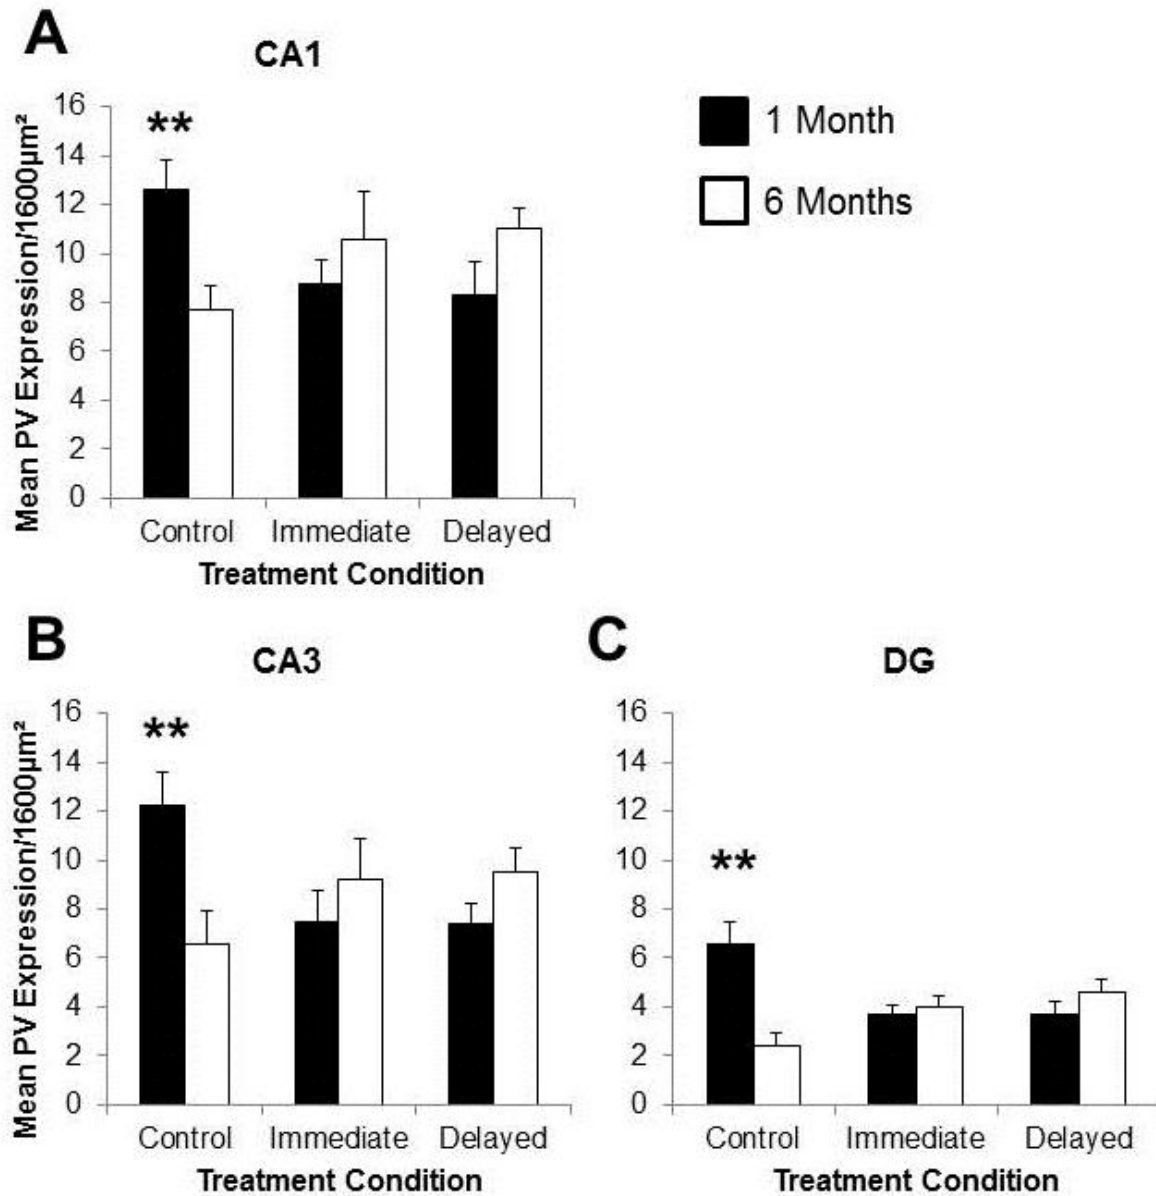 A
CA1
Mean PV Expression/1600µm²
16
14
12
10
8
6
4
2
0
**
Control Immediate Delayed
Treatment Condition
1 Month
6 Months
B
CA3
Mean PV Expression/1600µm²
16
14
12
10
8
6
4
2
0
**
Control Immediate Delayed
Treatment Condition
C
DG
16
14
12
10
8
6
4
2
0
**
Control Immediate Delayed
Treatment Condition